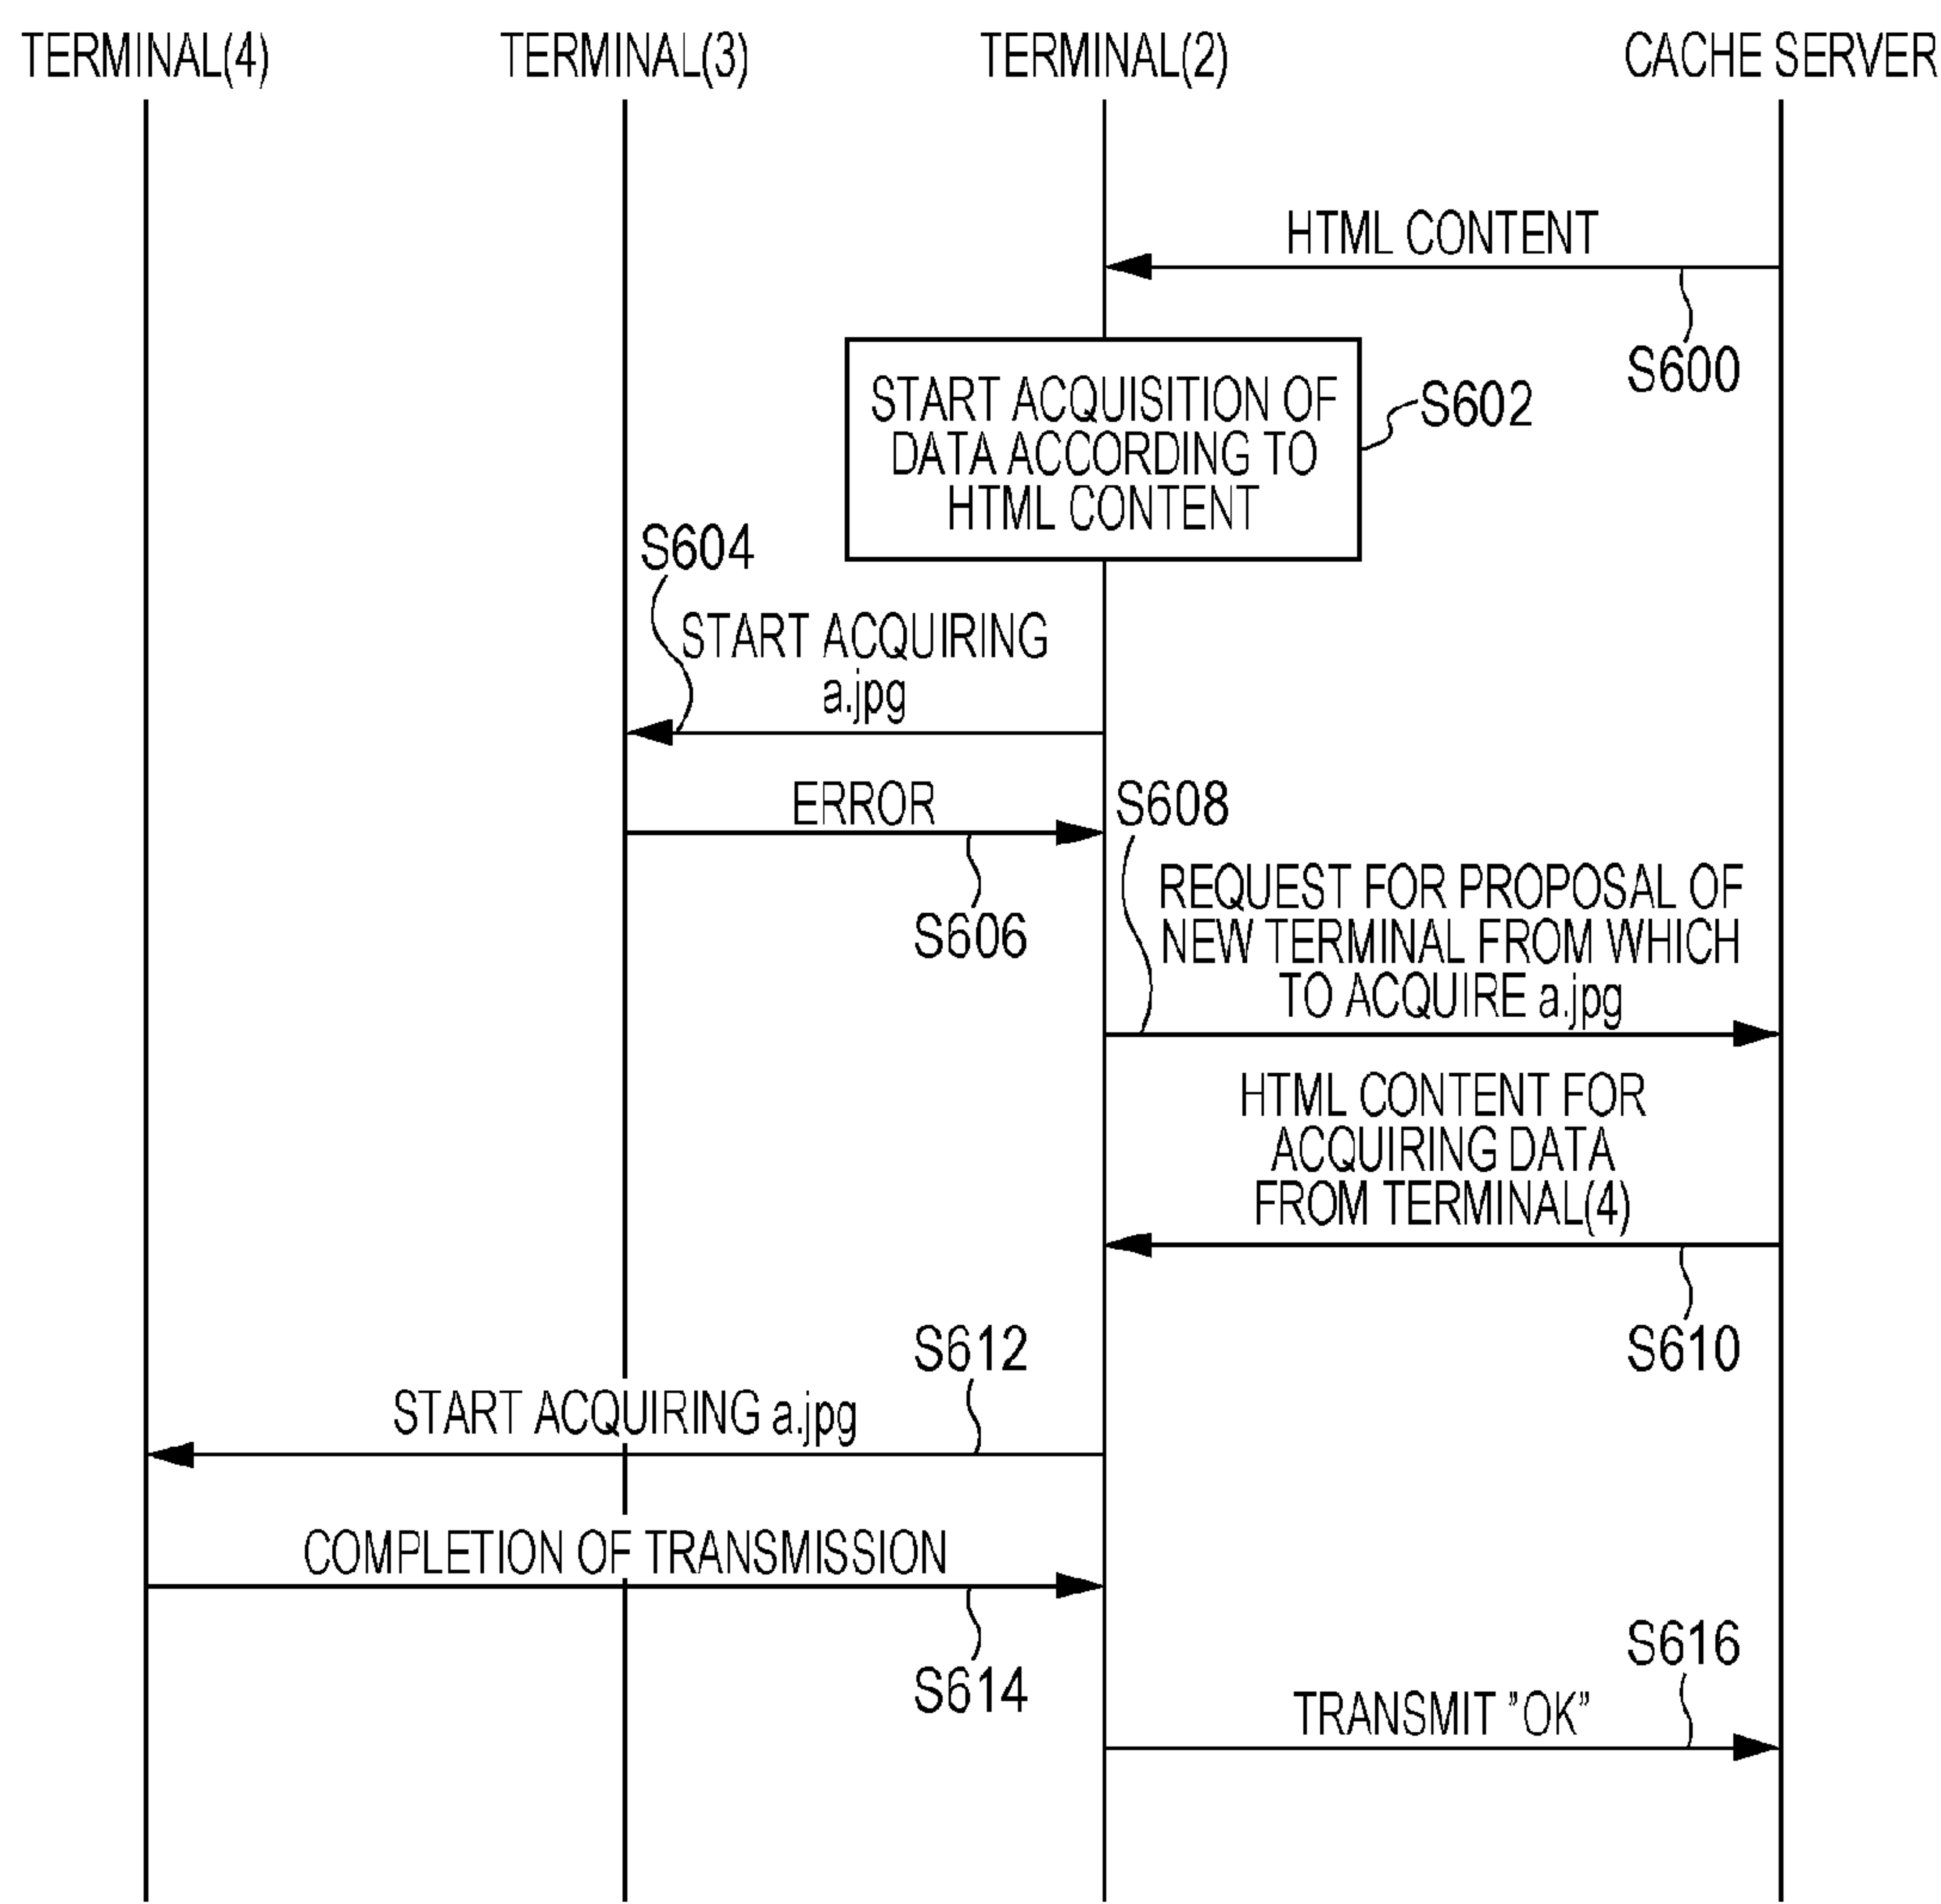 TERMINAL(4)
TERMINAL(3)
TERMINAL(2)
CACHE SERVER
HTML CONTENT
S600
START ACQUISITION OF
DATA ACCORDING TO
HTML CONTENT
S602
S604
START ACQUIRING
a.jpg
ERROR
S606
S608
REQUEST FOR PROPOSAL OF
NEW TERMINAL FROM WHICH
TO ACQUIRE a.jpg
HTML CONTENT FOR
ACQUIRING DATA
FROM TERMINAL(4)
S610
S612
START ACQUIRING a.jpg
COMPLETION OF TRANSMISSION
S614
S616
TRANSMIT ”OK”